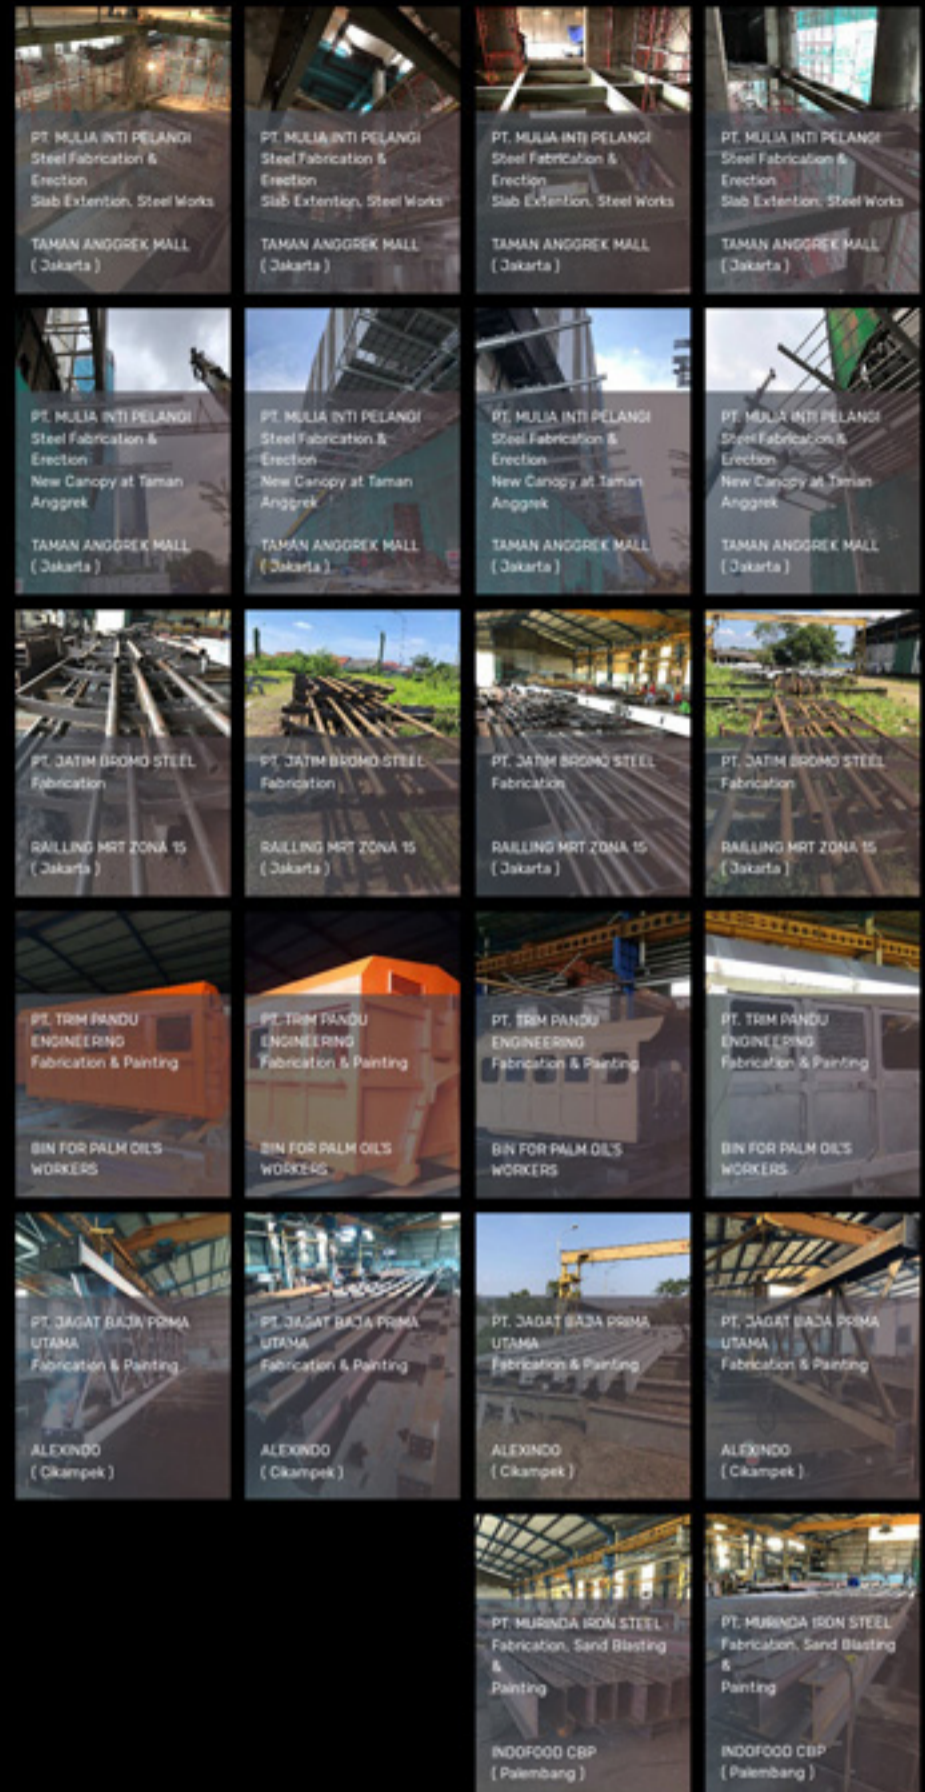 PT. MULIA INTI PELANGI
Steel Fabrication &
Erection
Slab Extention, Steel Works
TAMAN ANGGREK MALL
( Jakarta )
PT. MULIA INTI PELANGI
Steel Fabrication &
Erection
Slab Extention, Steel Works
TAMAN ANGGREK MALL
( Jakarta )
PT. MULIA INTI PELANGI
Steel Fabrication &
Erection
Slab Extention, Steel Works
TAMAN ANGGREK MALL
( Jakarta )
PT. MULIA INTI PELANGI
Steel Fabrication &
Erection
Slab Extention, Steel Works
TAMAN ANGGREK MALL
( Jakarta )
PT. MULIA INTI PELANGI
Steel Fabrication &
Erection
New Canopy at Taman
Anggrek
TAMAN ANGGREK MALL
( Jakarta )
PT. MULIA INTI PELANGI
Steel Fabrication &
Erection
New Canopy at Taman
Anggrek
TAMAN ANGGREK MALL
( Jakarta )
PT. MULIA INTI PELANGI
Steel Fabrication &
Erection
New Canopy at Taman
Anggrek
TAMAN ANGGREK MALL
( Jakarta )
PT. MULIA INTI PELANGI
Steel Fabrication &
Erection
New Canopy at Taman
Anggrek
TAMAN ANGGREK MALL
( Jakarta )
PT. JATIM BROMO STEEL
Fabrication
RAILLING MRT ZONA 15
( Jakarta )
PT. JATIM BROMO STEEL
Fabrication
RAILLING MRT ZONA 15
( Jakarta )
PT. JATIM BROMO STEEL
Fabrication
RAILLING MRT ZONA 15
( Jakarta )
PT. JATIM BROMO STEEL
Fabrication
RAILLING MRT ZONA 15
( Jakarta )
PT. TRIM PANDU
ENGINEERING
Fabrication & Painting
BIN FOR PALM OIL'S
WORKERS
PT. TRIM PANDU
ENGINEERING
Fabrication & Painting
BIN FOR PALM OIL'S
WORKERS
PT. TRIM PANDU
ENGINEERING
Fabrication & Painting
BIN FOR PALM OIL'S
WORKERS
PT. TRIM PANDU
ENGINEERING
Fabrication & Painting
BIN FOR PALM OIL'S
WORKERS
PT. JAGAT BAJA PRIMA
UTAMA
Fabrication & Painting
ALEXINDO
( Cikampek )
PT. JAGAT BAJA PRIMA
UTAMA
Fabrication & Painting
ALEXINDO
( Cikampek )
PT. JAGAT BAJA PRIMA
UTAMA
Fabrication & Painting
ALEXINDO
( Cikampek )
PT. JAGAT BAJA PRIMA
UTAMA
Fabrication & Painting
ALEXINDO
( Cikampek )
PT. MURINDA IRON STEEL
Fabrication, Sand Blasting
&
Painting
INDOFOOD CBP
( Palembang )
PT. MURINDA IRON STEEL
Fabrication, Sand Blasting
&
Painting
INDOFOOD CBP
( Palembang )